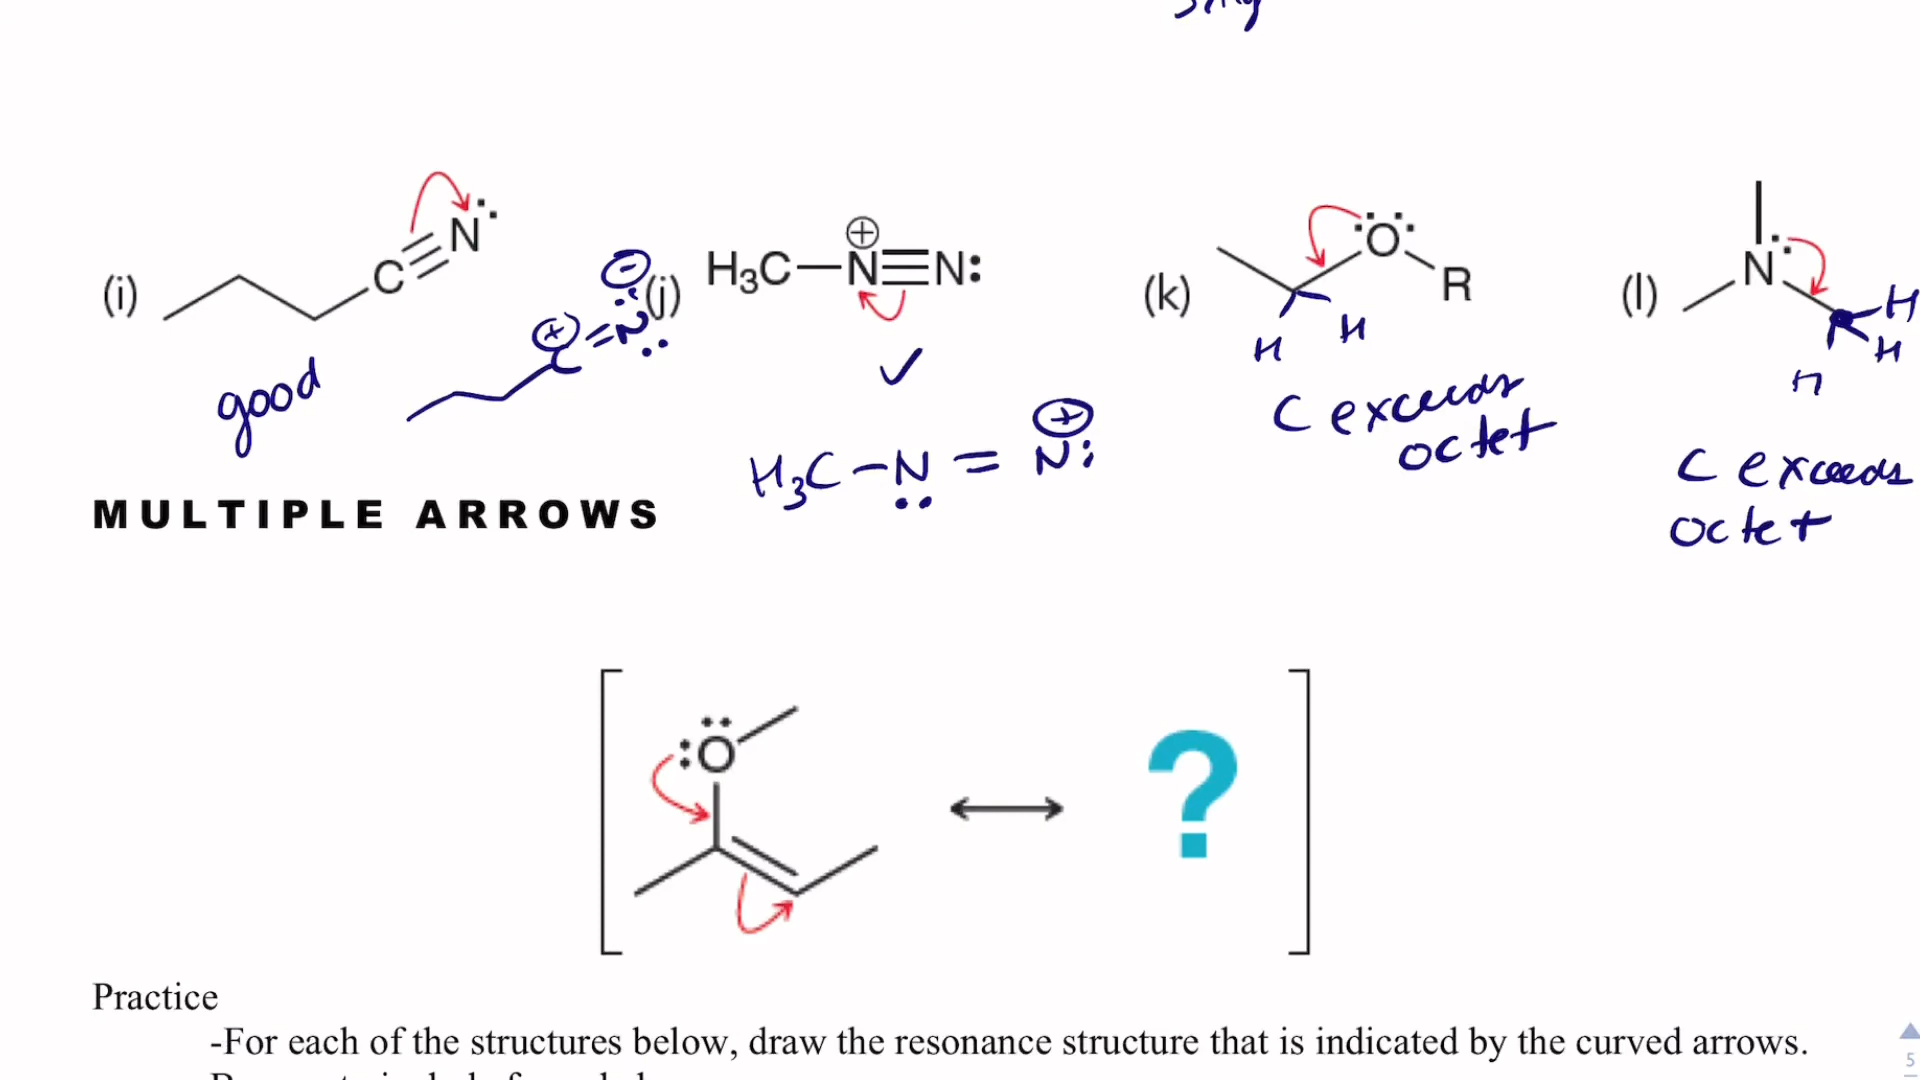 (i) C≡N:
good
C=N:
(j) H₃C–N≡N:
H₃C–N=N:
(k) :O: R
H H
C exceeds
octet
(l) N: H
H
H
C exceeds
octet
MULTIPLE ARROWS
:O
?
Practice
-For each of the structures below, draw the resonance structure that is indicated by the curved arrows.
5